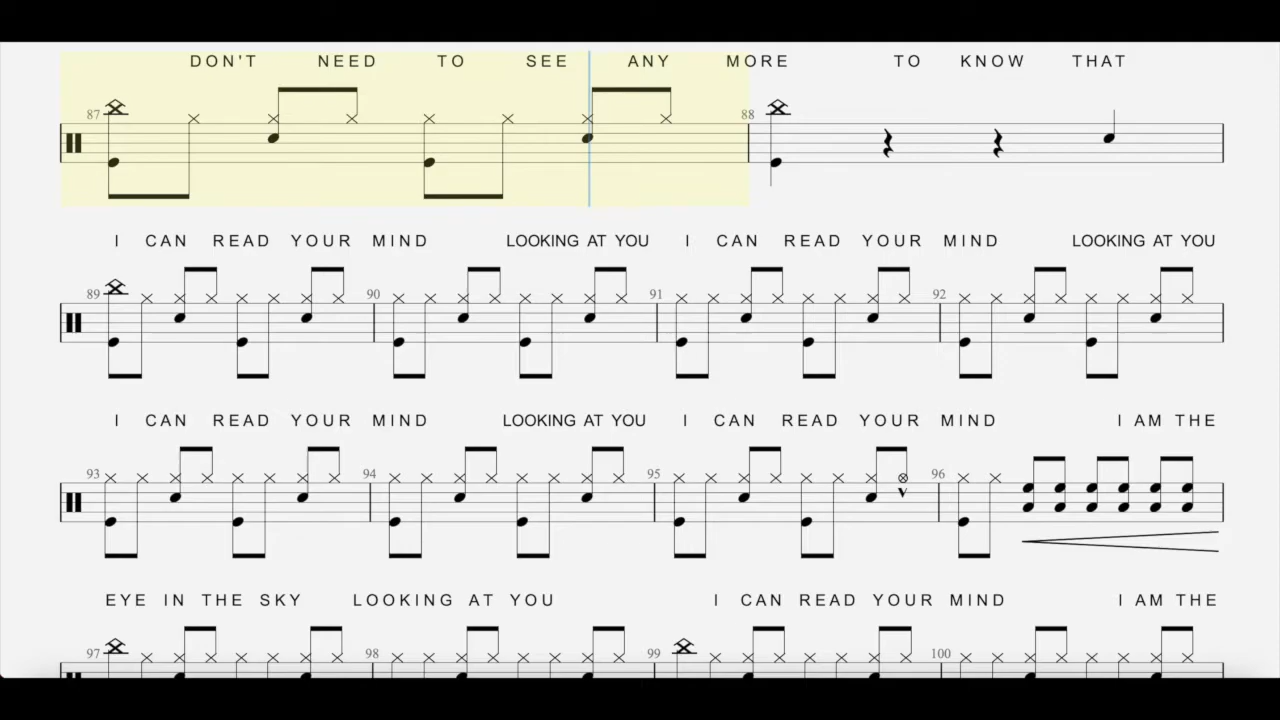 DON'T NEED TO SEE ANY MORE TO KNOW THAT
87 88
I CAN READ YOUR MIND LOOKING AT YOU I CAN READ YOUR MIND LOOKING AT YOU
89 90 91 92
I CAN READ YOUR MIND LOOKING AT YOU I CAN READ YOUR MIND I AM THE
93 94 95 96
EYE IN THE SKY LOOKING AT YOU I CAN READ YOUR MIND I AM THE
97 98 99 100